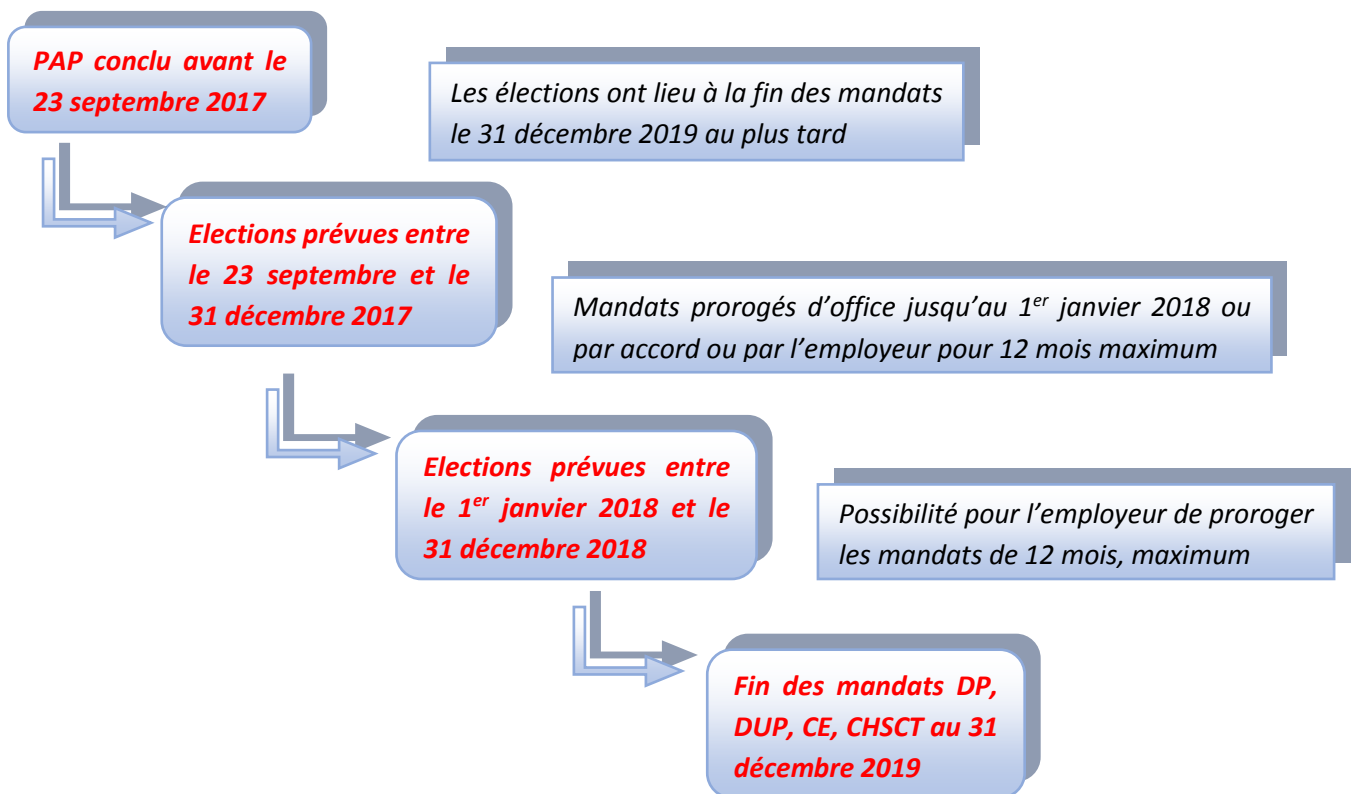 PAP conclu avant le
23 septembre 2017
Les élections ont lieu à la fin des mandats
le 31 décembre 2019 au plus tard
Elections prévues entre
le 23 septembre et le
31 décembre 2017
Mandats prorogés d’office jusqu’au 1er janvier 2018 ou
par accord ou par l’employeur pour 12 mois maximum
Elections prévues entre
le 1er janvier 2018 et le
31 décembre 2018
Possibilité pour l’employeur de proroger
les mandats de 12 mois, maximum
Fin des mandats DP,
DUP, CE, CHSCT au 31
décembre 2019